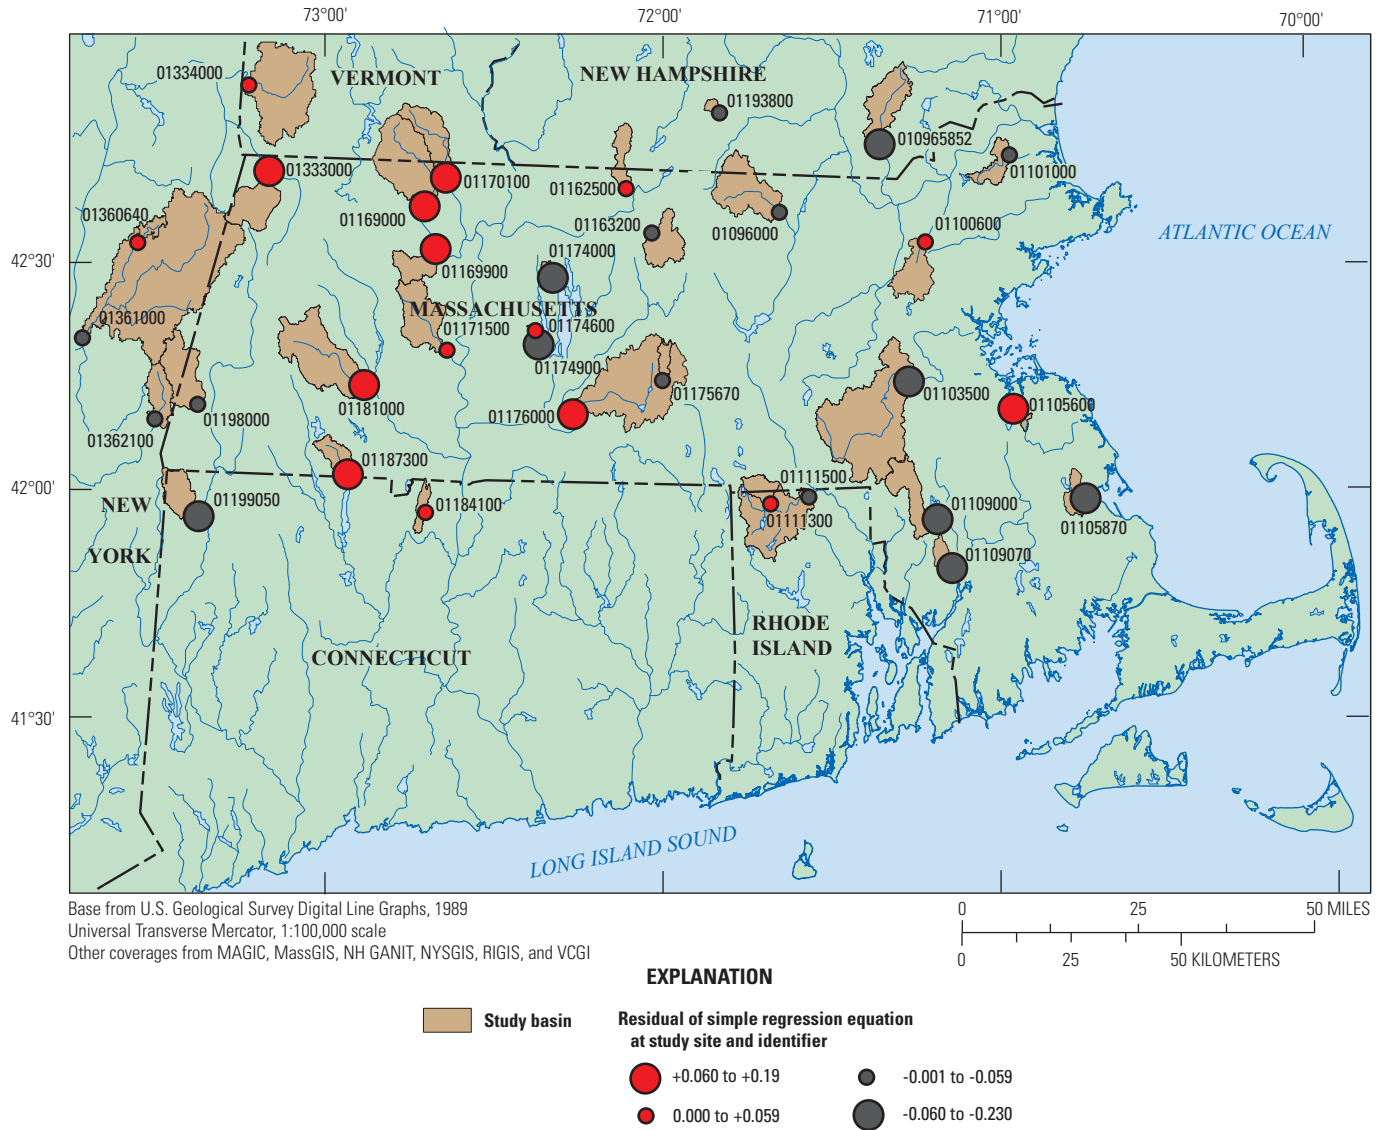 73°00'
72°00'
71°00'
70°00'
01334000
VERMONT
NEW HAMPSHIRE
01193800
010965852
01333000
01170100
01162500
01101000
01360640
01169000
01163200
01096000
01100600
ATLANTIC OCEAN
42°30'
01174000
01169900
MASSACHUSETTS
01361000
01171500
01174600
01174900
01175670
01103500
01181000
01176000
01105600
01198000
01362100
01187300
01111500
42°00'
NEW
01199050
01184100
01111300
01109000
01105870
YORK
01109070
RHODE
ISLAND
CONNECTICUT
41°30'
LONG ISLAND SOUND
Base from U.S. Geological Survey Digital Line Graphs, 1989
Universal Transverse Mercator, 1:100,000 scale
Other coverages from MAGIC, MassGIS, NH GANIT, NYSGIS, RIGIS, and VCGI
0 25 50 MILES
0 25 50 KILOMETERS
EXPLANATION
Study basin
Residual of simple regression equation
at study site and identifier
+0.060 to +0.19
-0.001 to -0.059
0.000 to +0.059
-0.060 to -0.230